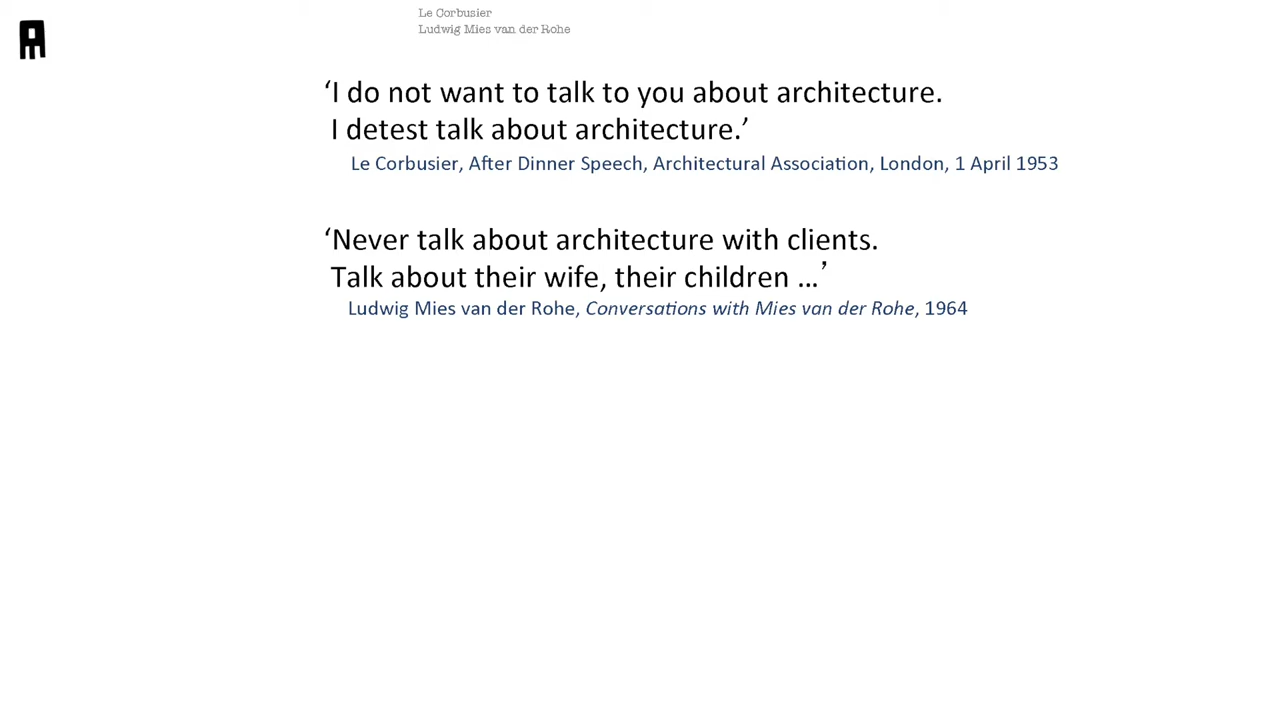 Le Corbusier
Ludwig Mies van der Rohe
‘I do not want to talk to you about architecture.
I detest talk about architecture.’
Le Corbusier, After Dinner Speech, Architectural Association, London, 1 April 1953
‘Never talk about architecture with clients.
Talk about their wife, their children …’
Ludwig Mies van der Rohe, Conversations with Mies van der Rohe, 1964